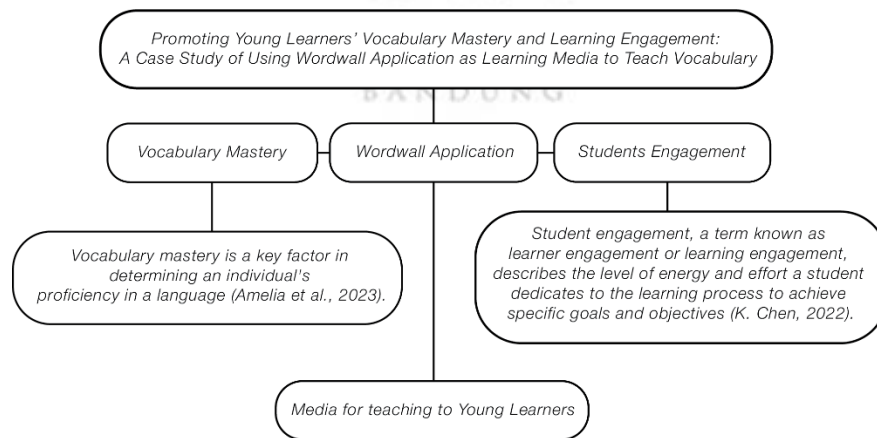 Promoting Young Learners' Vocabulary Mastery and Learning Engagement:
A Case Study of Using Wordwall Application as Learning Media to Teach Vocabulary
BANDUNG
Vocabulary Mastery
Wordwall Application
Students Engagement
Vocabulary mastery is a key factor in
determining an individual's
proficiency in a language (Amelia et al., 2023).
Student engagement, a term known as
learner engagement or learning engagement,
describes the level of energy and effort a student
dedicates to the learning process to achieve
specific goals and objectives (K. Chen, 2022).
Media for teaching to Young Learners